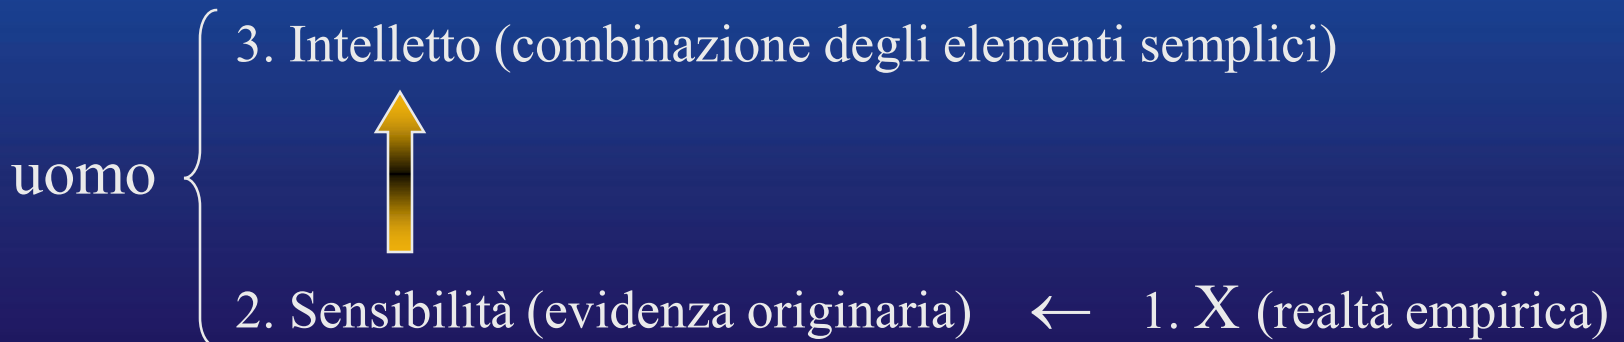 3. Intelletto (combinazione degli elementi semplici)
uomo
2. Sensibilità (evidenza originaria) ← 1. X (realtà empirica)